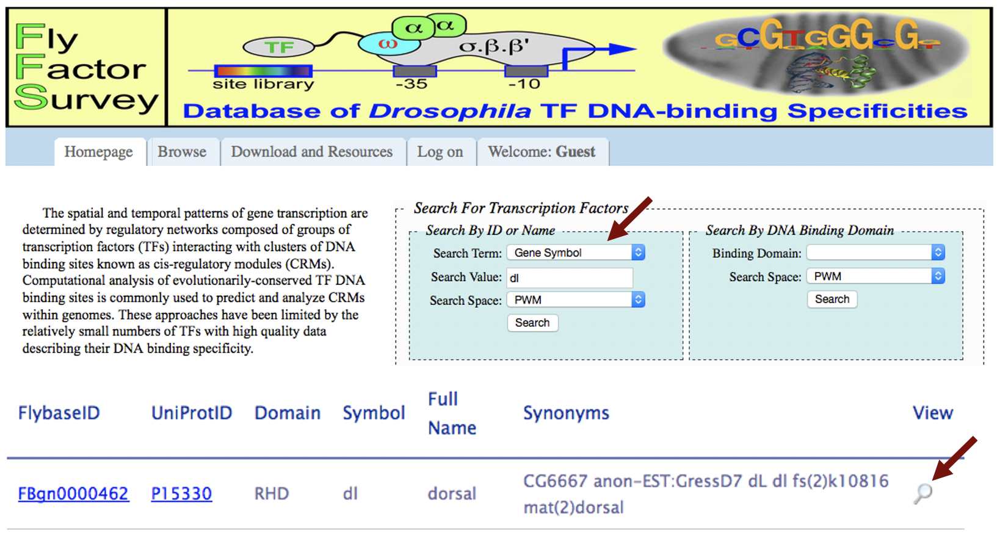 Fly
Factor
Survey
TF
ω
α
α
σ.β.β'
site library
-35
-10
GCGTGGGCG
Database of Drosophila TF DNA-binding Specificities
Homepage
Browse
Download and Resources
Log on
Welcome: Guest
The spatial and temporal patterns of gene transcription are
determined by regulatory networks composed of groups of
transcription factors (TFs) interacting with clusters of DNA
binding sites known as cis-regulatory modules (CRMs).
Computational analysis of evolutionarily-conserved TF DNA
binding sites is commonly used to predict and analyze CRMs
within genomes. These approaches have been limited by the
relatively small numbers of TFs with high quality data
describing their DNA binding specificity.
Search For Transcription Factors
Search By ID or Name
Search Term: Gene Symbol
Search Value: dl
Search Space: PWM
Search
Search By DNA Binding Domain
Binding Domain:
Search Space: PWM
Search
FlybaseID UniProtID Domain Symbol Full Name Synonyms View
FBgn0000462 P15330 RHD dl dorsal CG6667 anon-EST:GressD7 dL dl fs(2)k10816
mat(2)dorsal